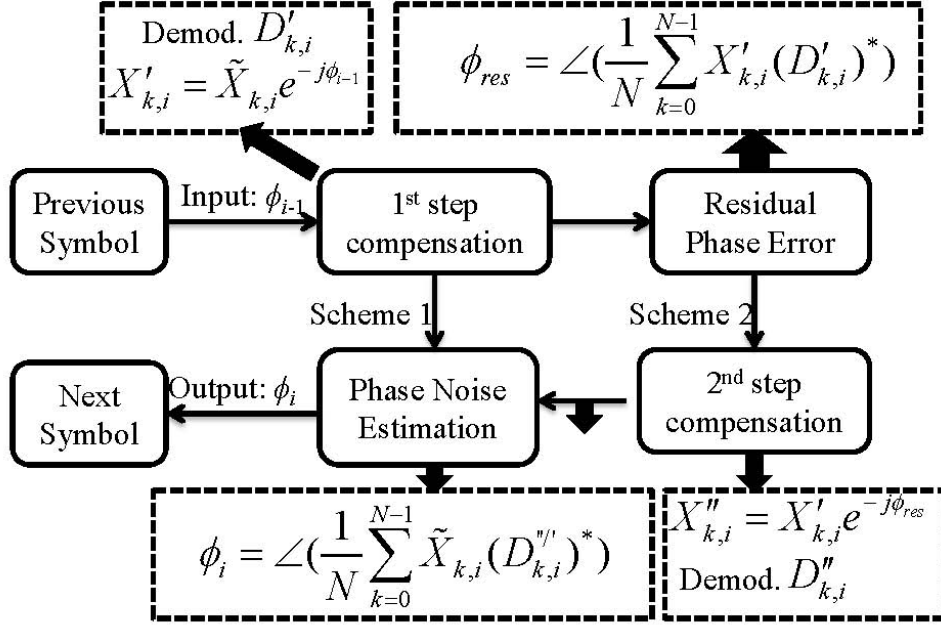 Demod. D′k,i
X′k,i = X̃k,i e^−jϕi−1
ϕres = ∠(1/N ∑k=0^N−1 X′k,i (D′k,i)*)
Previous
Symbol
Input: ϕi-1
1st step
compensation
Residual
Phase Error
Scheme 1
Scheme 2
Next
Symbol
Output: ϕi
Phase Noise
Estimation
2nd step
compensation
ϕi = ∠(1/N ∑k=0^N−1 X̃k,i (Dk,i^″/′)*)
X″k,i = X′k,i e^−jϕres
Demod. D″k,i